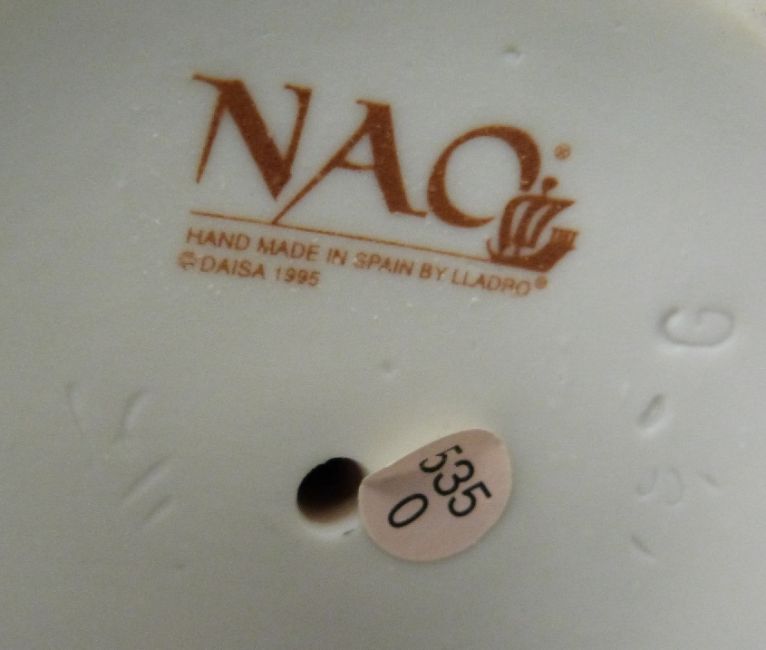 NAO®
HAND MADE IN SPAIN BY LLADRO®
© DAISA 1995
G
535
0